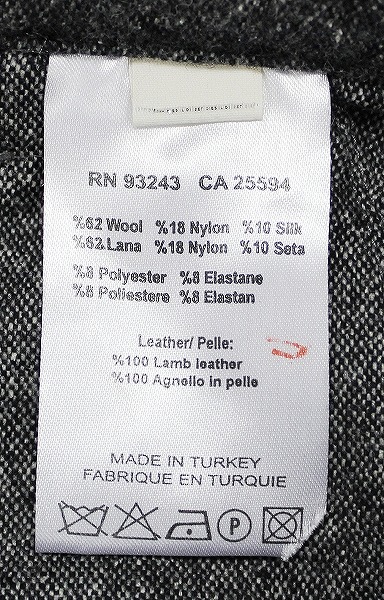 RN 93243 CA 25594
%62 Wool %18 Nylon %10 Silk
%62 Lana %18 Nylon %10 Seta
%8 Polyester %8 Elastane
%8 Poliestere %8 Elastan
Leather/ Pelle:
%100 Lamb leather
%100 Agnello in pelle
MADE IN TURKEY
FABRIQUE EN TURQUIE
P